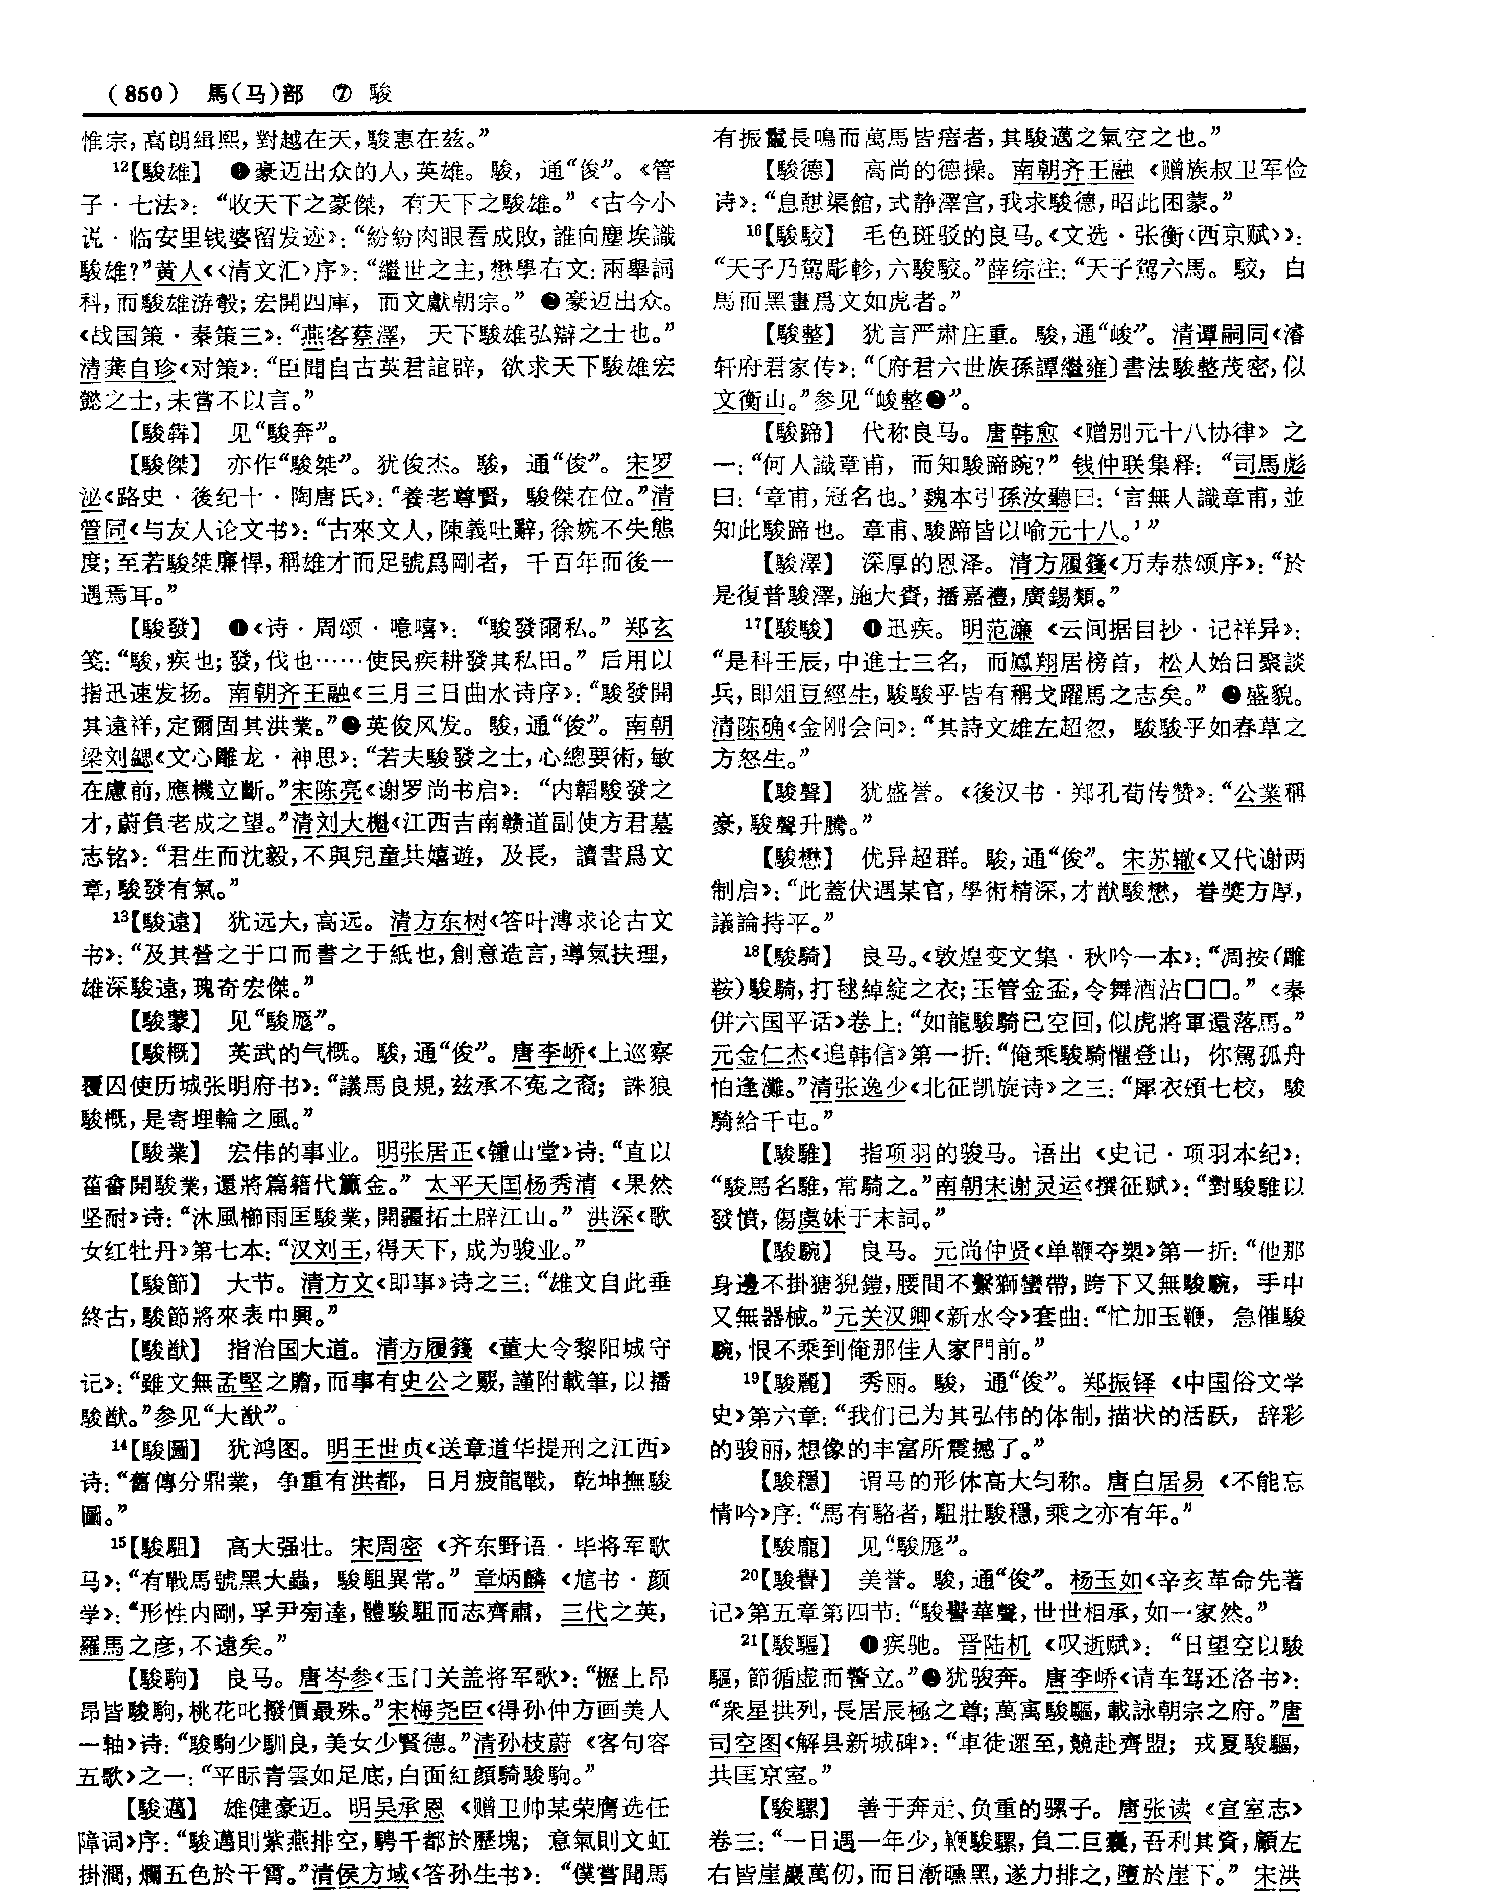 (850) 馬(马)部 ⑦ 駿
惟宗,高朗緝熙,對越在天,駿惠在兹。”
12【駿雄】 ❶豪迈出众的人,英雄。駿,通“俊”。《管
子·七法》:“收天下之豪傑,有天下之駿雄。”《古今小
说·临安里钱婆留发迹》:“紛紛肉眼看成敗,誰向塵埃識
駿雄?”黄人《〈清文汇〉序》:“繼世之主,懋學右文:兩舉詞
科,而駿雄游彀;宏開四庫,而文獻朝宗。” ❷豪迈出众。
《战国策·秦策三》:“燕客蔡澤,天下駿雄弘辯之士也。”
清龚自珍《对策》:“臣聞自古英君誼辟,欲求天下駿雄宏
懿之士,未嘗不以言。”
【駿犇】 见“駿奔”。
【駿傑】 亦作“駿桀”。犹俊杰。駿,通“俊”。宋罗
泌《路史·後纪十·陶唐氏》:“養老尊賢,駿傑在位。”清
管同《与友人论文书》:“古來文人,陳義吐辭,徐婉不失態
度;至若駿桀廉悍,稱雄才而足號爲剛者,千百年而後一
遇焉耳。”
【駿發】 ❶《诗·周颂·噫嘻》:“駿發爾私。”郑玄
笺:“駿,疾也;發,伐也……使民疾耕發其私田。”后用以
指迅速发扬。南朝齐王融《三月三日曲水诗序》:“駿發開
其遠祥,定爾固其洪業。”❷英俊风发。駿,通“俊”。南朝
梁刘勰《文心雕龙·神思》:“若夫駿發之士,心總要術,敏
在慮前,應機立斷。”宋陈亮《谢罗尚书启》:“内韜駿發之
才,蔚負老成之望。”清刘大櫆《江西吉南赣道副使方君墓
志铭》:“君生而沈毅,不與兒童共嬉遊,及長,讀書爲文
章,駿發有氣。”
13【駿遠】 犹远大,高远。清方东树《答叶溥求论古文
书》:“及其營之于口而書之于紙也,創意造言,導氣扶理,
雄深駿遠,瑰奇宏傑。”
【駿蒙】 见“駿厖”。
【駿概】 英武的气概。駿,通“俊”。唐李峤《上巡察
覆囚使历城张明府书》:“議馬良規,兹承不冤之裔;誅狼
駿概,是寄埋輪之風。”
【駿業】 宏伟的事业。明张居正《鍾山堂》诗:“直以
菑畬開駿業,還將篇籍代籯金。”太平天囯杨秀清《果然
坚耐》诗:“沐風櫛雨匡駿業,開疆拓土辟江山。”洪深《歌
女红牡丹》第七本:“汉刘王,得天下,成为骏业。”
【駿節】 大节。清方文《即事》诗之三:“雄文自此垂
終古,駿節將來表中興。”
【駿猷】 指治国大道。清方履籛《董大令黎阳城守
记》:“雖文無孟堅之贍,而事有史公之覈,謹附載筆,以播
駿猷。”参见“大猷”。
14【駿圖】 犹鸿图。明王世贞《送章道华提刑之江西》
诗:“舊傳分鼎業,争重有洪都,日月疲龍戰,乾坤撫駿
圖。”
15【駿駔】 高大强壮。宋周密《齐东野语·毕将军歌
马》:“有戰馬號黑大蟲,駿駔異常。”章炳麟《訄书·颜
学》:“形性内剛,孚尹旁達,體駿駔而志齊肅,三代之英,
羅馬之彦,不遠矣。”
【駿駒】 良马。唐岑参《玉门关盖将军歌》:“櫪上昂
昂皆駿駒,桃花叱撥價最殊。”宋梅尧臣《得孙仲方画美人
一轴》诗:“駿駒少馴良,美女少賢德。”清孙枝蔚《客句容
五歌》之一:“平眎青雲如足底,白面紅顔騎駿駒。”
【駿邁】 雄健豪迈。明吴承恩《赠卫帅某荣膺选任
障词》序:“駿邁則紫燕排空,騁千都於歷塊;意氣則文虹
掛澗,爛五色於干霄。”清侯方域《答孙生书》:“僕嘗聞馬
有振鬣長鳴而萬馬皆瘖者,其駿邁之氣空之也。”
【駿德】 高尚的德操。南朝齐王融《赠族叔卫军俭
诗》:“息憩渠館,式静澤宫,我求駿德,昭此困蒙。”
16【駿駮】 毛色斑驳的良马。《文选·张衡〈西京赋〉》:
“天子乃駕彫軫,六駿駮。”薛综注:“天子駕六馬。駮,白
馬而黑畫爲文如虎者。”
【駿整】 犹言严肃庄重。駿,通“峻”。清谭嗣同《濬
轩府君家传》:“〔府君六世族孫譚繼雍〕書法駿整茂密,似
文衡山。”参见“峻整❷”。
【駿蹄】 代称良马。唐韩愈《赠别元十八协律》之
一:“何人識章甫,而知駿蹄踠?”钱仲联集释:“司馬彪
曰:‘章甫,冠名也。’魏本引孫汝聽曰:‘言無人識章甫,並
知此駿蹄也。章甫、駿蹄皆以喻元十八。’”
【駿澤】 深厚的恩泽。清方履籛《万寿恭颂序》:“於
是復普駿澤,施大賚,播嘉禮,廣錫類。”
17【駿駿】 ❶迅疾。明范濂《云间据目抄·记祥异》:
“是科壬辰,中進士三名,而鳳翔居榜首,松人始日聚談
兵,即俎豆經生,駿駿乎皆有稱戈躍馬之志矣。” ❷盛貌。
清陈确《金刚会问》:“其詩文雄左超忽,駿駿乎如春草之
方怒生。”
【駿聲】 犹盛誉。《後汉书·郑孔荀传赞》:“公業稱
豪,駿聲升騰。”
【駿懋】 优异超群。駿,通“俊”。宋苏辙《又代谢两
制启》:“此蓋伏遇某官,學術精深,才猷駿懋,眷奬方厚,
議論持平。”
18【駿騎】 良马。《敦煌变文集·秋吟一本》:“凋按(雕
鞍)駿騎,打毬綽綻之衣;玉管金盃,令舞酒沾□□。”《秦
併六国平话》卷上:“如龍駿騎已空回,似虎將軍還落馬。”
元金仁杰《追韩信》第一折:“俺乘駿騎懼登山,你駕孤舟
怕逢灘。”清张逸少《北征凯旋诗》之三:“犀衣頒七校,駿
騎給千屯。”
【駿騅】 指项羽的骏马。语出《史记·项羽本纪》:
“駿馬名騅,常騎之。”南朝宋谢灵运《撰征赋》:“對駿騅以
發憤,傷虞妹于末詞。”
【駿騟】 良马。元尚仲贤《单鞭夺槊》第一折:“他那
身邊不掛猢猊鎧,腰間不繫獅蠻帶,跨下又無駿騟,手中
又無器械。”元关汉卿《新水令》套曲:“忙加玉鞭,急催駿
騟,恨不乘到俺那佳人家門前。”
19【駿麗】 秀丽。駿,通“俊”。郑振铎《中国俗文学
史》第六章:“我们已为其弘伟的体制,描状的活跃,辞彩
的骏丽,想像的丰富所震撼了。”
【駿穩】 谓马的形体高大匀称。唐白居易《不能忘
情吟》序:“馬有駱者,駔壯駿穩,乘之亦有年。”
【駿龐】 见“駿厖”。
20【駿譽】 美誉。駿,通“俊”。杨玉如《辛亥革命先著
记》第五章第四节:“駿譽華聲,世世相承,如一家然。”
21【駿驅】 ❶疾驰。晋陆机《叹逝赋》:“日望空以駿
驅,節循虚而警立。”❷犹骏奔。唐李峤《请车驾还洛书》:
“衆星拱列,長居辰極之尊;萬寓駿驅,載詠朝宗之府。”唐
司空图《解县新城碑》:“車徒遝至,競赴齊盟;戎夏駿驅,
共匡京室。”
【駿騾】 善于奔走、负重的骡子。唐张读《宣室志》
卷三:“一日遇一年少,鞭駿騾,負二巨囊,吾利其資,顧左
右皆崖巖萬仞,而日漸曛黑,遂力排之,墮於崖下。”宋洪